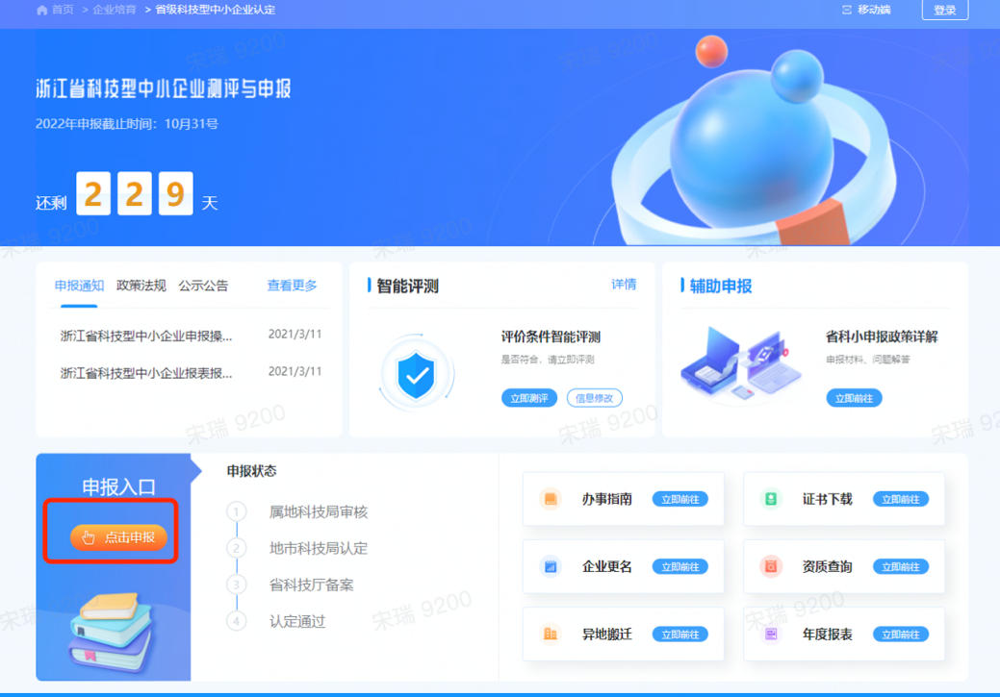 首页 > 企业培育 > 省级科技型中小企业认定
移动端
登录
浙江省科技型中小企业测评与申报
2022年申报截止时间：10月31号
还剩 2 2 9 天
申报通知 政策法规 公示公告 查看更多
浙江省科技型中小企业申报操... 2021/3/11
浙江省科技型中小企业报表报... 2021/3/11
智能评测 详情
评价条件智能评测
是否符合，请立即评测
立即测评 信息修改
辅助申报
省科小申报政策详解
申报材料、问题解答
立即前往
申报入口
点击申报
申报状态
1 属地科技局审核
2 地市科技局认定
3 省科技厅备案
4 认定通过
办事指南 立即前往
证书下载 立即前往
企业更名 立即前往
资质查询 立即前往
异地搬迁 立即前往
年度报表 立即前往
宋瑞 9200